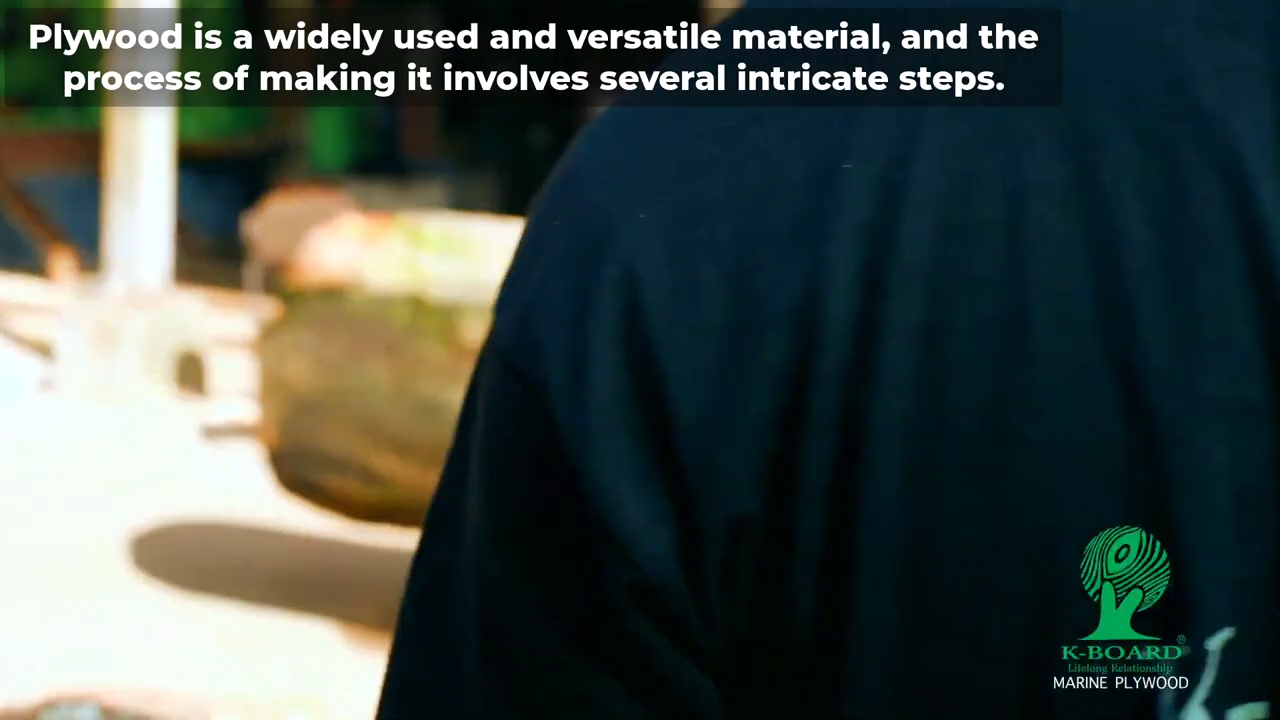 Plywood is a widely used and versatile material, and the
process of making it involves several intricate steps.
K-BOARD®
Lifelong Relationship
MARINE PLYWOOD